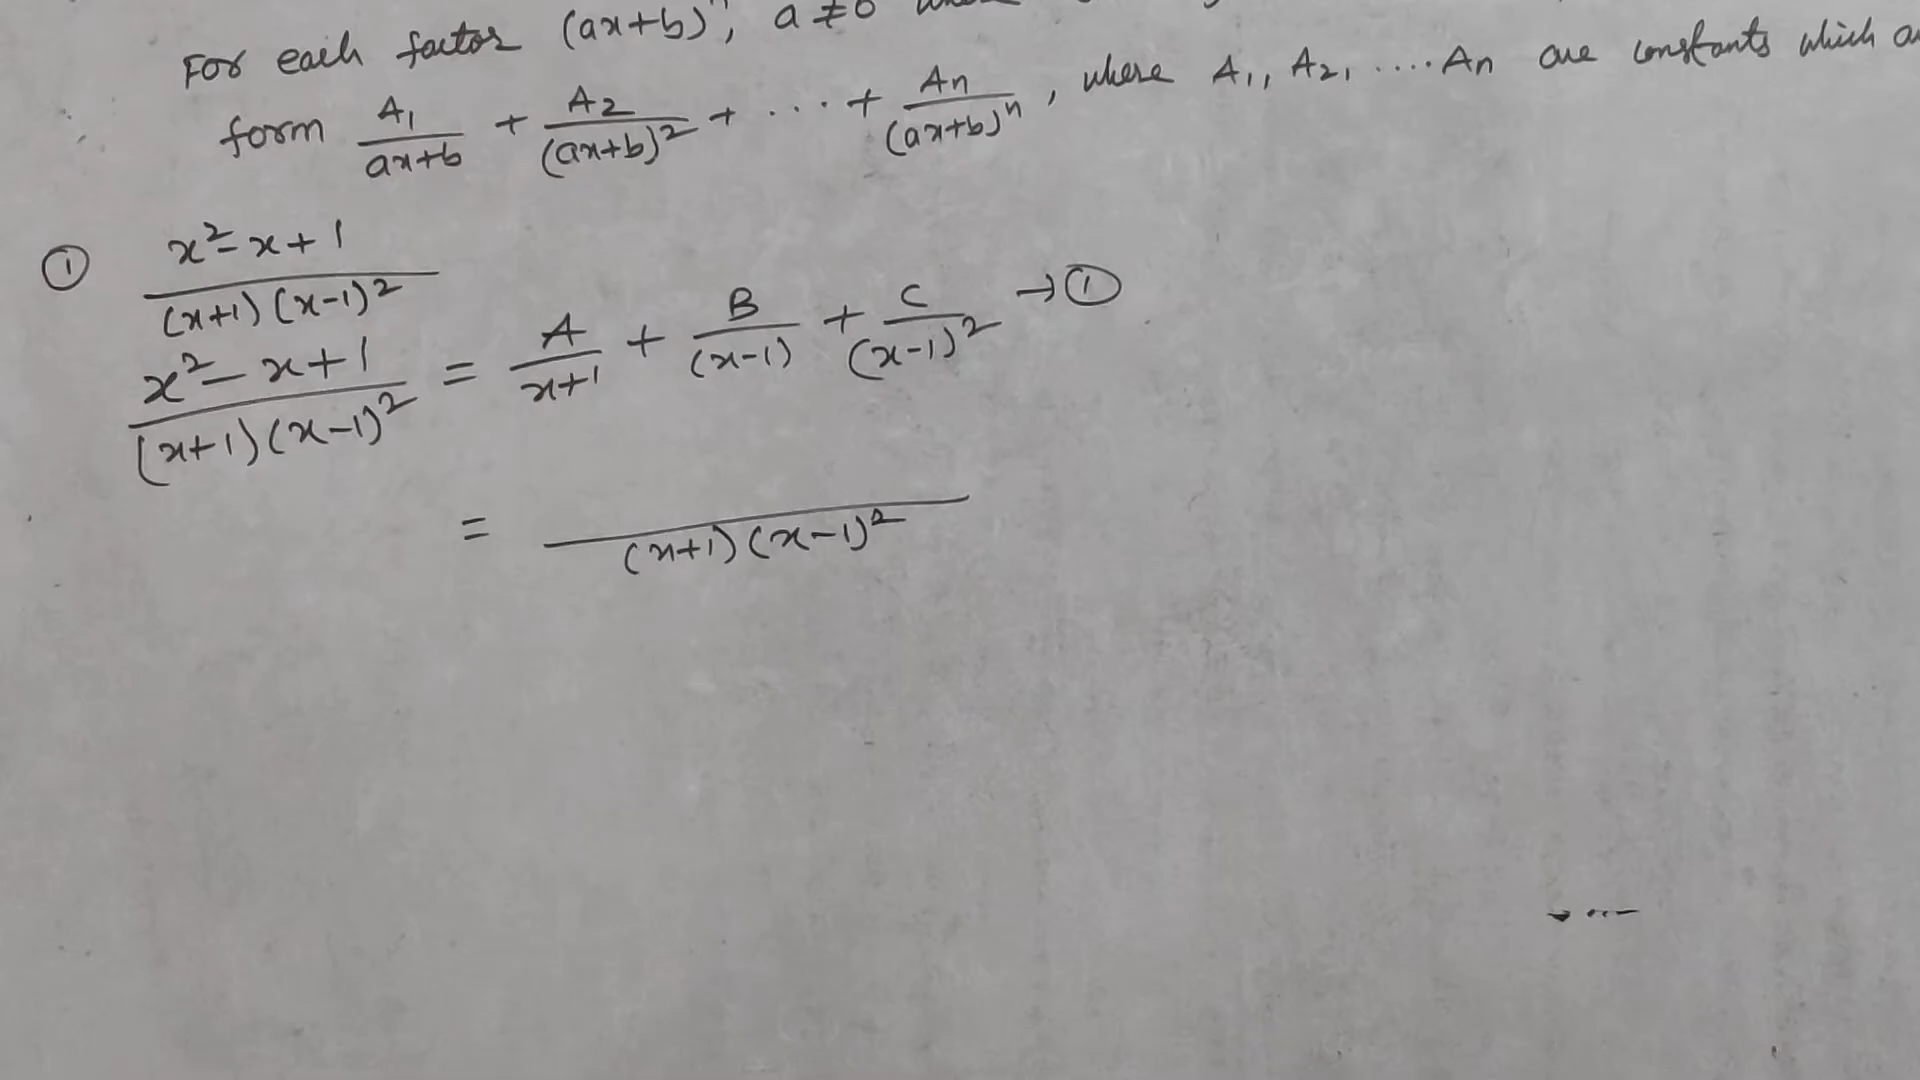 For each factor (ax+b)ⁿ, a ≠ 0
form A₁/(ax+b) + A₂/(ax+b)² + .... + Aₙ/(ax+b)ⁿ, where A₁, A₂, ....Aₙ are constants which
① (x²-x+1)/((x+1)(x-1)²)
(x²-x+1)/((x+1)(x-1)²) = A/(x+1) + B/(x-1) + C/(x-1)² → ①
= /((x+1)(x-1)²)